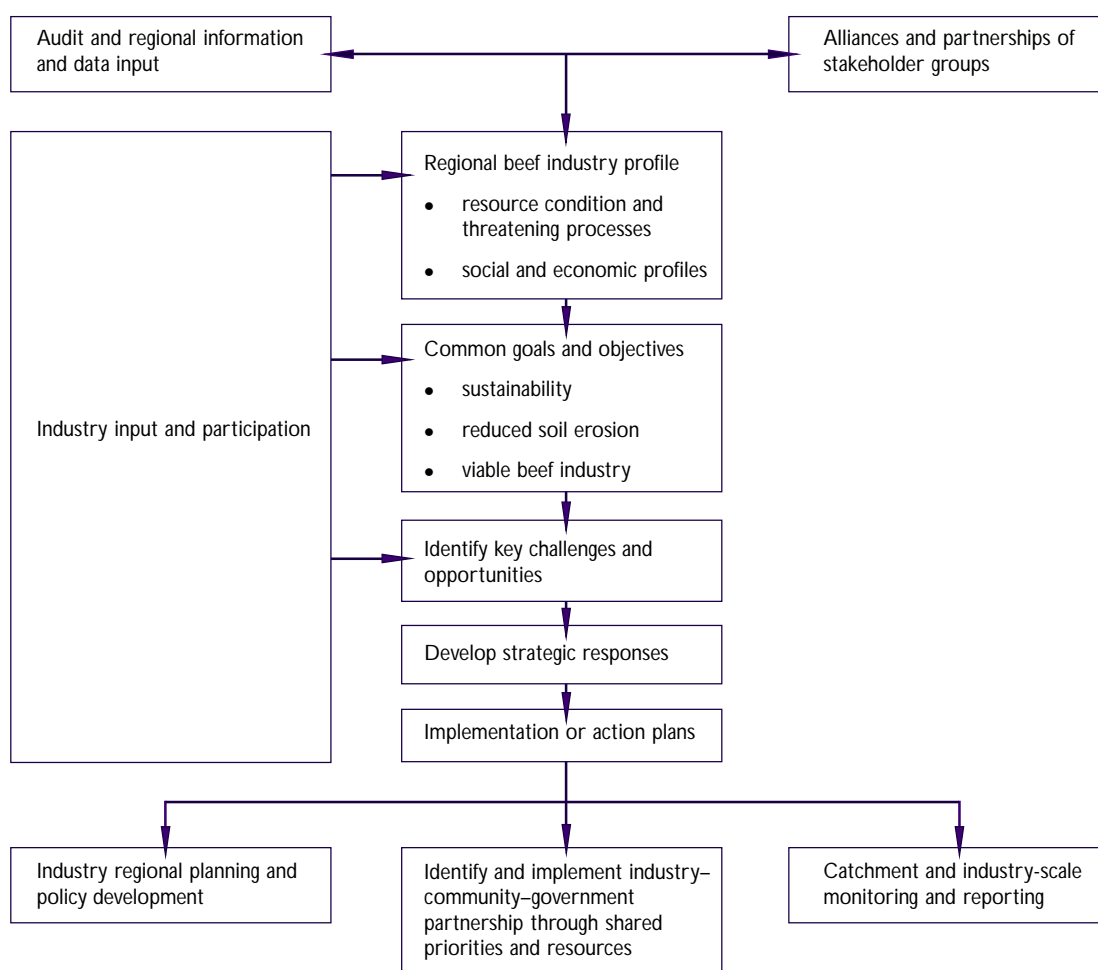 Audit and regional information
and data input
Alliances and partnerships of
stakeholder groups
Regional beef industry profile
• resource condition and
threatening processes
• social and economic profiles
Common goals and objectives
• sustainability
• reduced soil erosion
• viable beef industry
Industry input and participation
Identify key challenges and
opportunities
Develop strategic responses
Implementation or action plans
Industry regional planning and
policy development
Identify and implement industry–
community–government
partnership through shared
priorities and resources
Catchment and industry-scale
monitoring and reporting